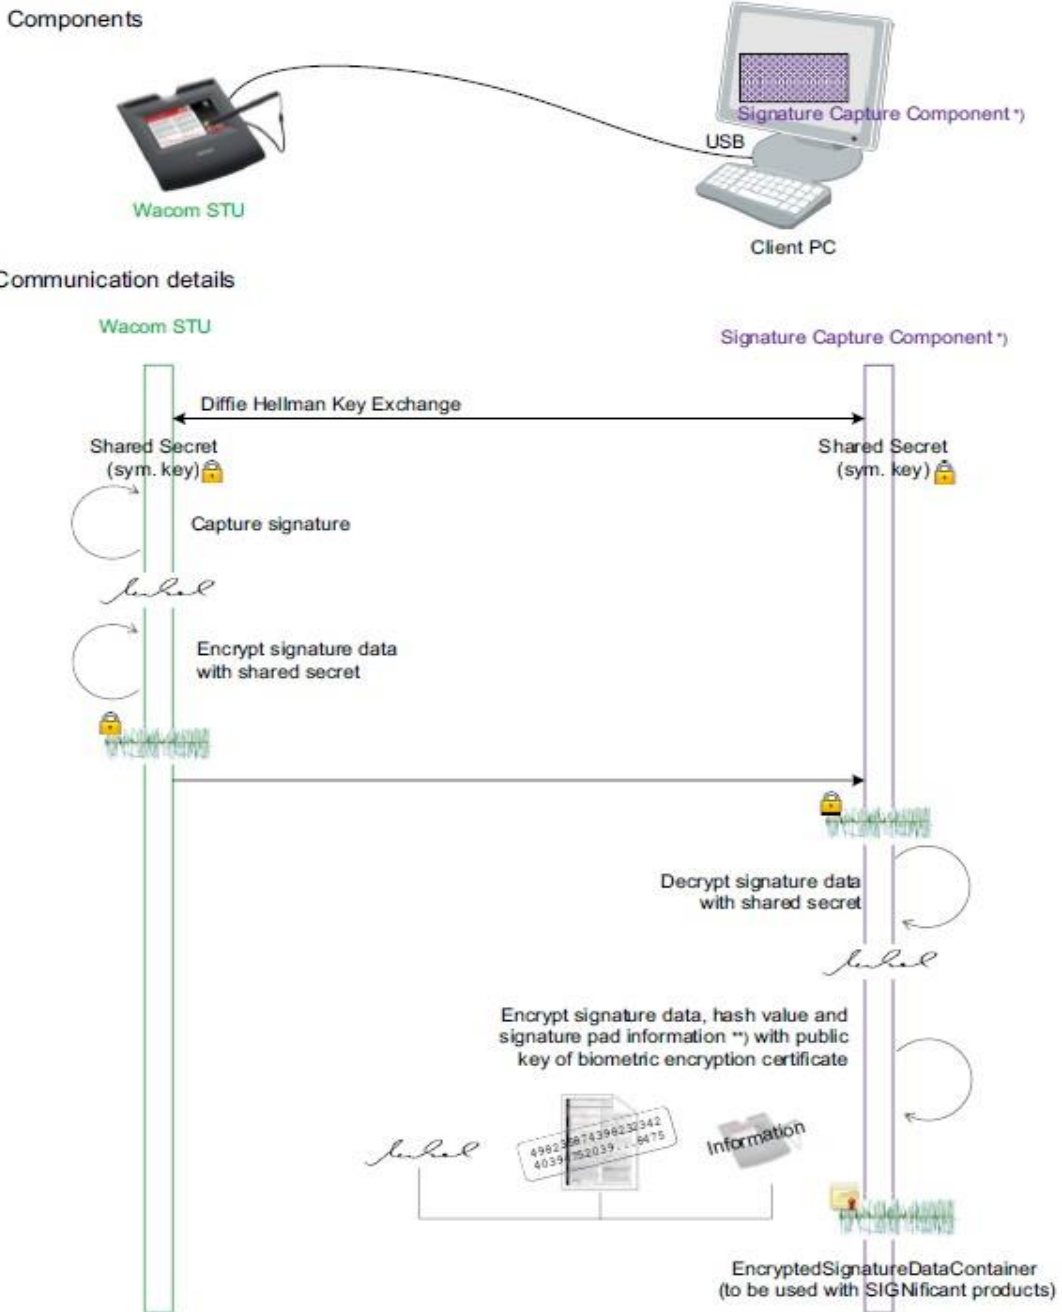 Components
Signature Capture Component *)
USB
Wacom STU
Client PC
Communication details
Wacom STU
Signature Capture Component *)
Diffie Hellman Key Exchange
Shared Secret
(sym. key)
Shared Secret
(sym. key)
Capture signature
Encrypt signature data
with shared secret
Decrypt signature data
with shared secret
Encrypt signature data, hash value and
signature pad information **) with public
key of biometric encryption certificate
Information
EncryptedSignatureDataContainer
(to be used with SIGNificant products)